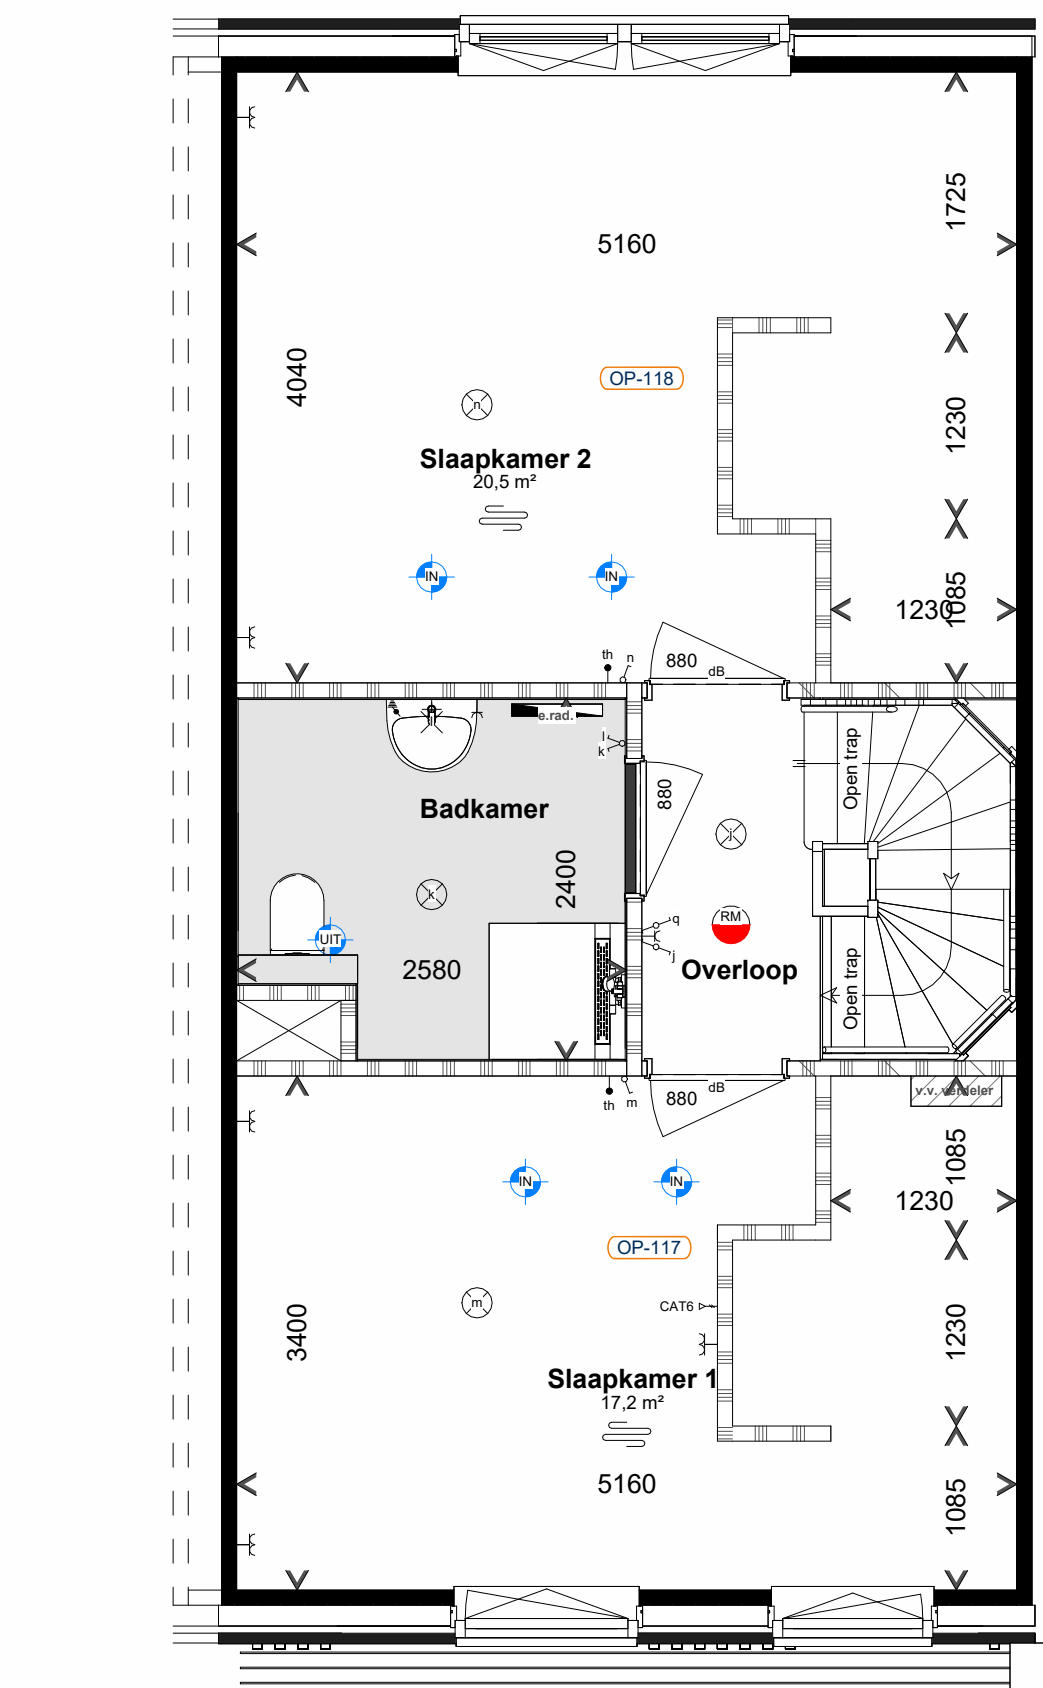 1725
5160
4040
OP-118
n
1230
Slaapkamer 2
20,5 m²
IN
IN
1085
1230
th
n
880
dB
e.rad.
l
k
Open trap
880
Badkamer
j
2400
k
RM
q
UIT
j
2580
Overloop
Open trap
th
m
880
dB
v.v. verdeler
1085
IN
IN
1230
OP-117
m
CAT6
3400
1230
Slaapkamer 1
17,2 m²
5160
1085